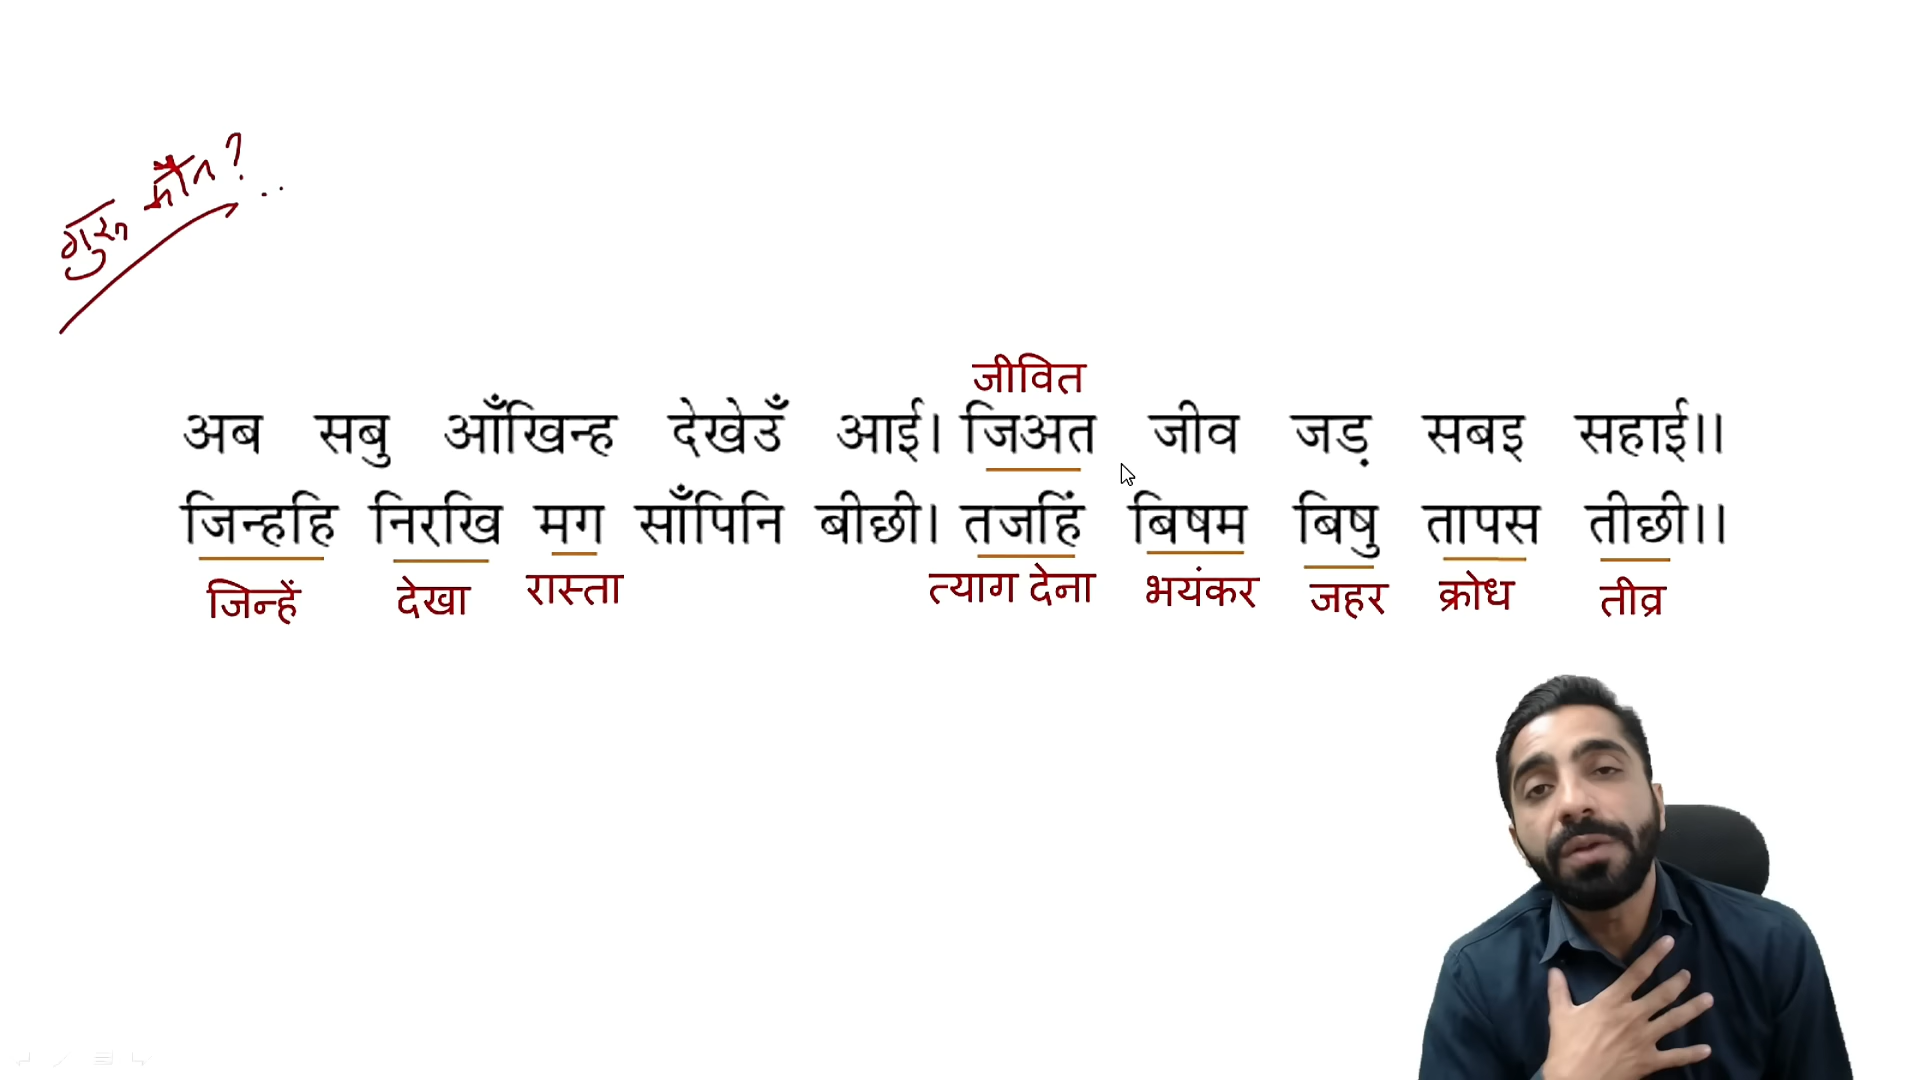 गुरु मौन?..
जीवित
अब सबु आँखिन्ह देखेउँ आई। जिअत जीव जड़ सबइ सहाई।।
जिन्हहि निरखि मग साँपिनि बीछी। तजहिं बिषम बिषु तापस तीछी।।
जिन्हें देखा रास्ता त्याग देना भयंकर जहर क्रोध तीव्र